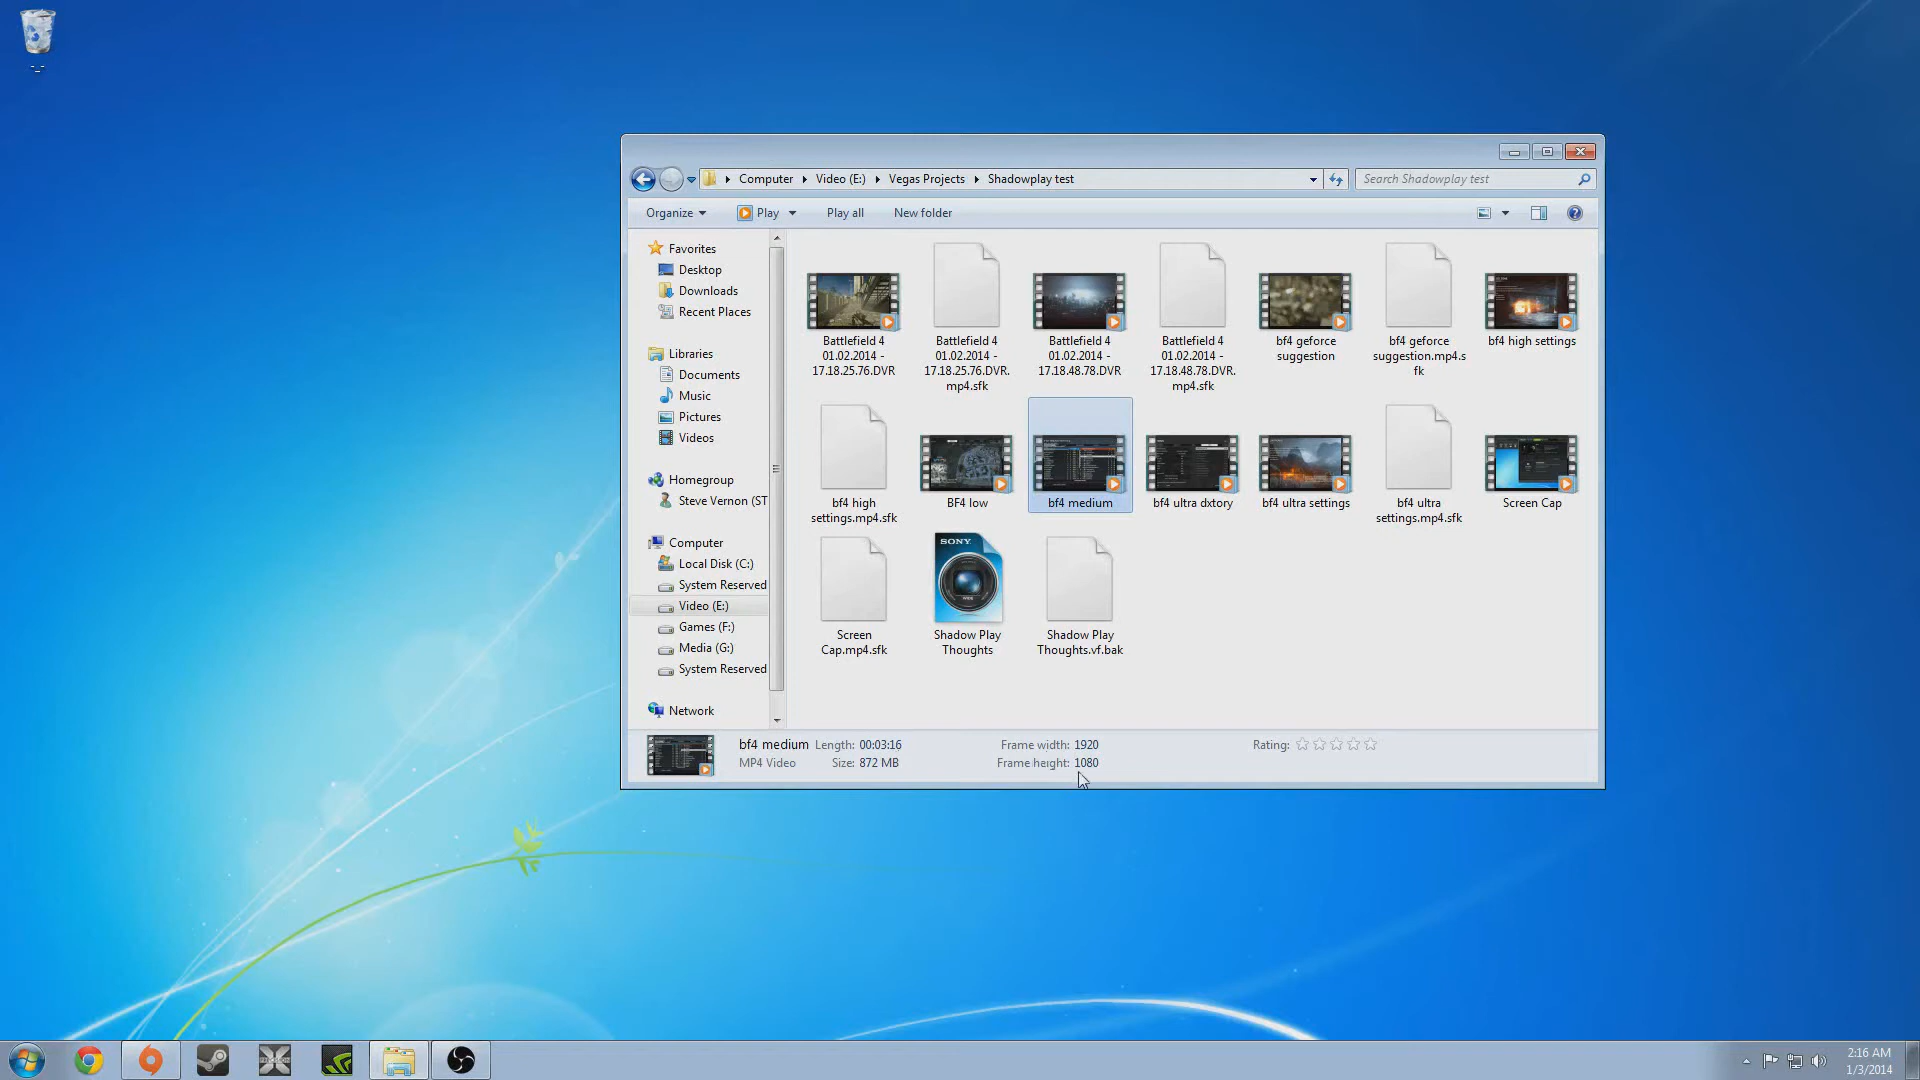 Computer
Video (E:)
Vegas Projects
Shadowplay test
Search Shadowplay test
Organize
Play
Play all
New folder
Favorites
Desktop
Downloads
Recent Places
Libraries
Documents
Music
Pictures
Videos
Homegroup
Steve Vernon (ST
Computer
Local Disk (C:)
System Reserved
Video (E:)
Games (F:)
Media (G:)
System Reserved
Network
Battlefield 4
01.02.2014 -
17.18.25.76.DVR
Battlefield 4
01.02.2014 -
17.18.25.76.DVR.
mp4.sfk
Battlefield 4
01.02.2014 -
17.18.48.78.DVR
Battlefield 4
01.02.2014 -
17.18.48.78.DVR.
mp4.sfk
bf4 geforce
suggestion
bf4 geforce
suggestion.mp4.s
fk
bf4 high settings
bf4 high
settings.mp4.sfk
BF4 low
bf4 medium
bf4 ultra dxtory
bf4 ultra settings
bf4 ultra
settings.mp4.sfk
Screen Cap
Screen
Cap.mp4.sfk
SONY
Shadow Play
Thoughts
Shadow Play
Thoughts.vf.bak
bf4 medium
Length: 00:03:16
Frame width: 1920
Rating:
MP4 Video
Size: 872 MB
Frame height: 1080
-_-
2:16 AM
1/3/2014